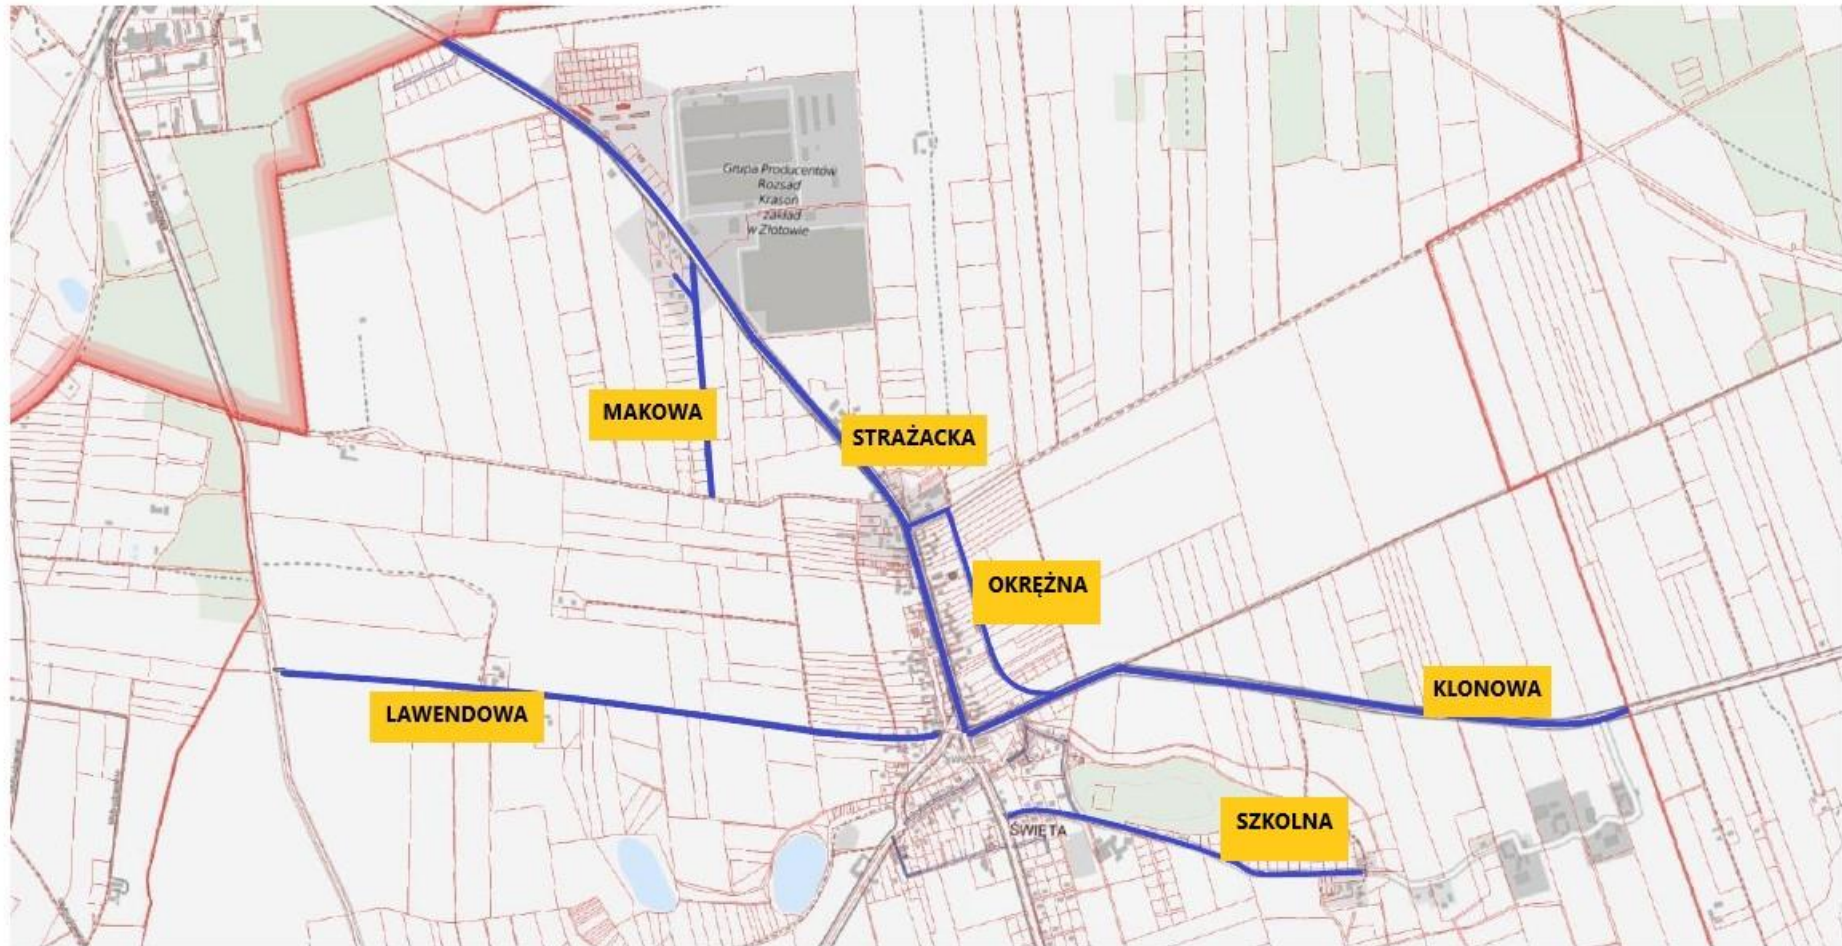 Grupa Producentów
Rozsad
Krasoń
zakład
w Złotowie
MAKOWA
STRAŻACKA
OKRĘŻNA
KLONOWA
LAWENDOWA
SZKOLNA
ŚWIĘTA